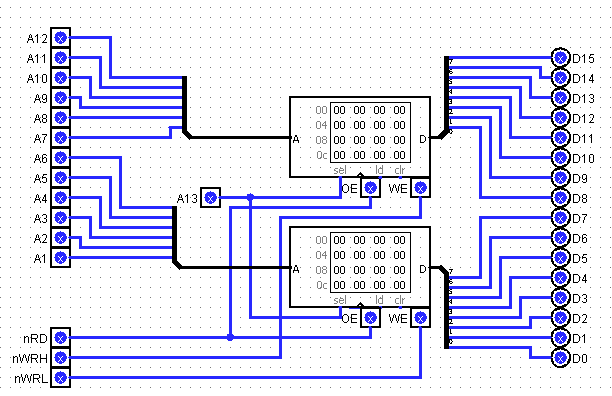 A12
A11
A10
A9
A8
A7
A6
A5
A4
A3
A2
A1
A13
nRD
nWRH
nWRL
00 00 00 00 00
04 00 00 00 00
08 00 00 00 00
0c 00 00 00 00
A
D
sel ld clr
OE WE
00 00 00 00 00
04 00 00 00 00
08 00 00 00 00
0c 00 00 00 00
A
D
sel ld clr
OE WE
D15
D14
D13
D12
D11
D10
D9
D8
D7
D6
D5
D4
D3
D2
D1
D0